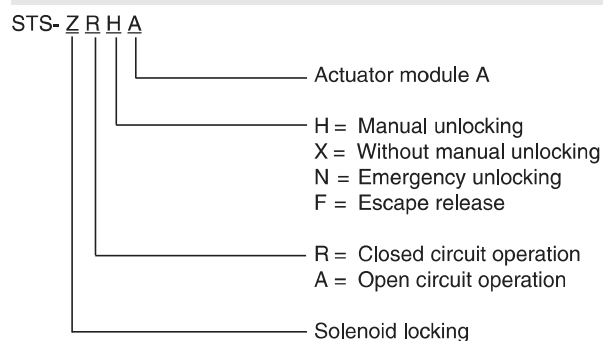 STS- Z R H A
Actuator module A
H = Manual unlocking
X = Without manual unlocking
N = Emergency unlocking
F = Escape release
R = Closed circuit operation
A = Open circuit operation
Solenoid locking